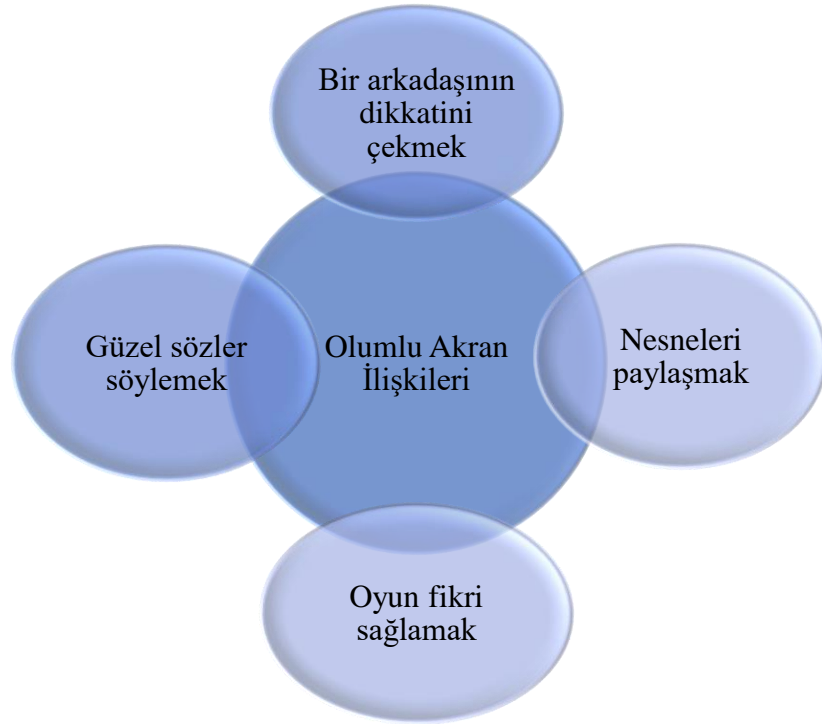 Bir arkadaşının
dikkatini
çekmek
Güzel sözler
söylemek
Olumlu Akran
İlişkileri
Nesneleri
paylaşmak
Oyun fikri
sağlamak